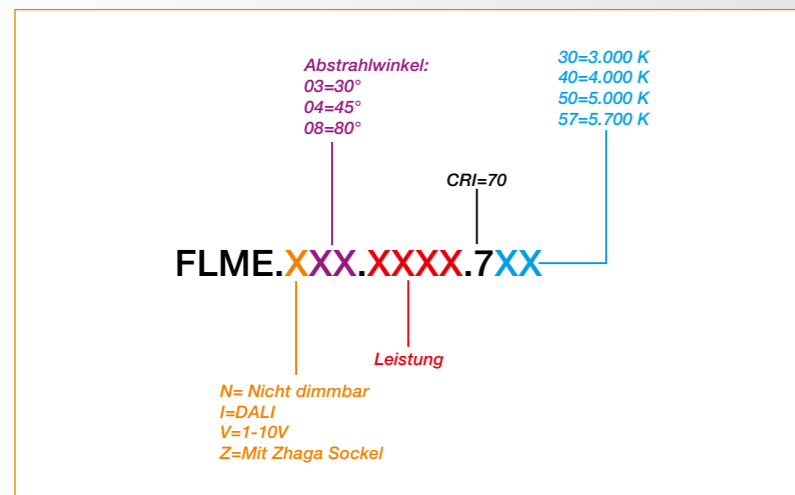 Abstrahlwinkel:
03=30°
04=45°
08=80°
30=3.000 K
40=4.000 K
50=5.000 K
57=5.700 K
CRI=70
FLME.XXX.XXXX.7XX
Leistung
N= Nicht dimmbar
I=DALI
V=1-10V
Z=Mit Zhaga Sockel